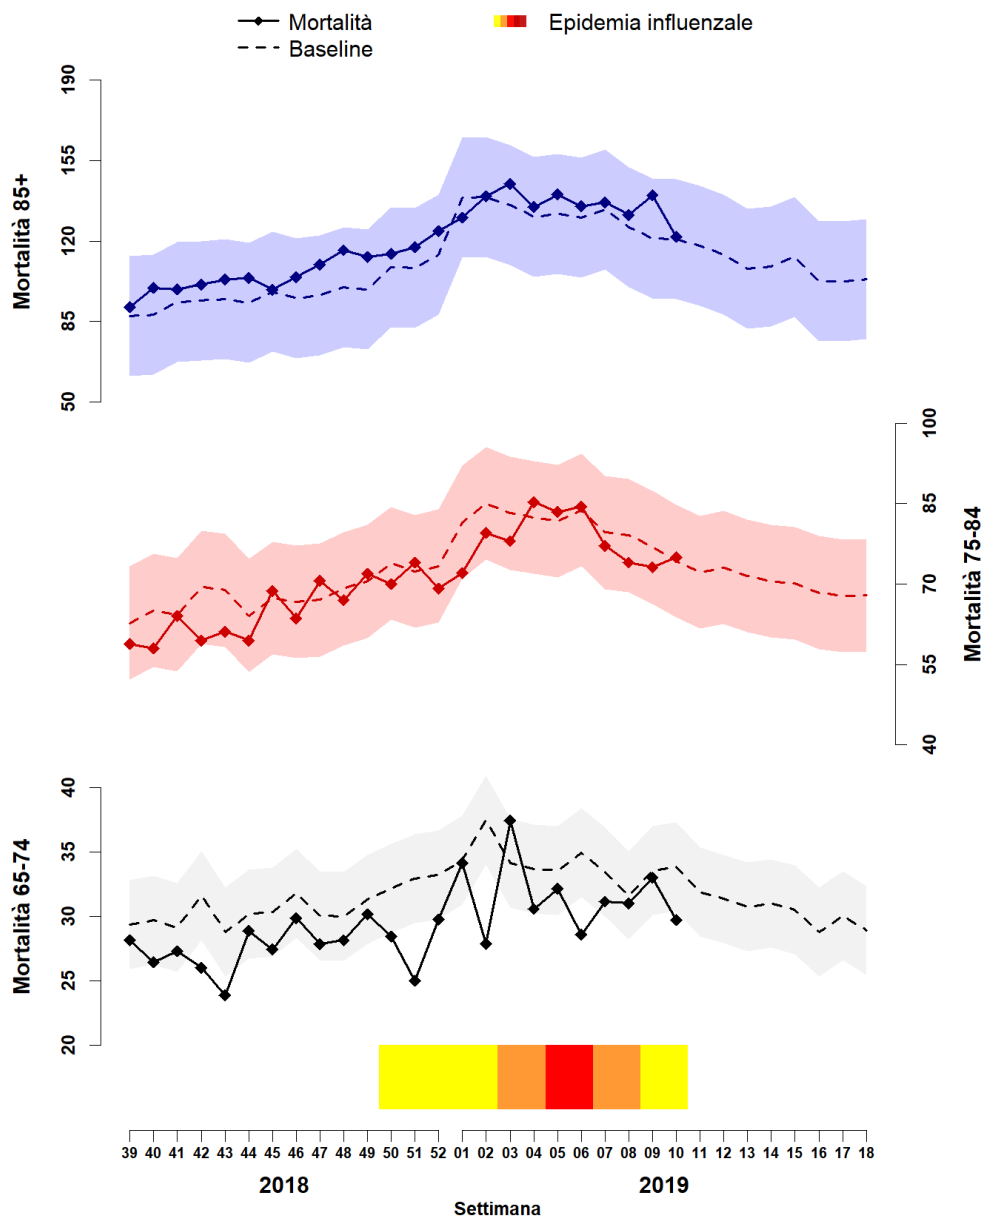 Mortalità
Epidemia influenzale
Baseline
Mortalità 85+
190
155
120
85
50
Mortalità 75-84
100
85
70
55
40
Mortalità 65-74
40
35
30
25
20
39 40 41 42 43 44 45 46 47 48 49 50 51 52 01 02 03 04 05 06 07 08 09 10 11 12 13 14 15 16 17 18
2018 2019
Settimana